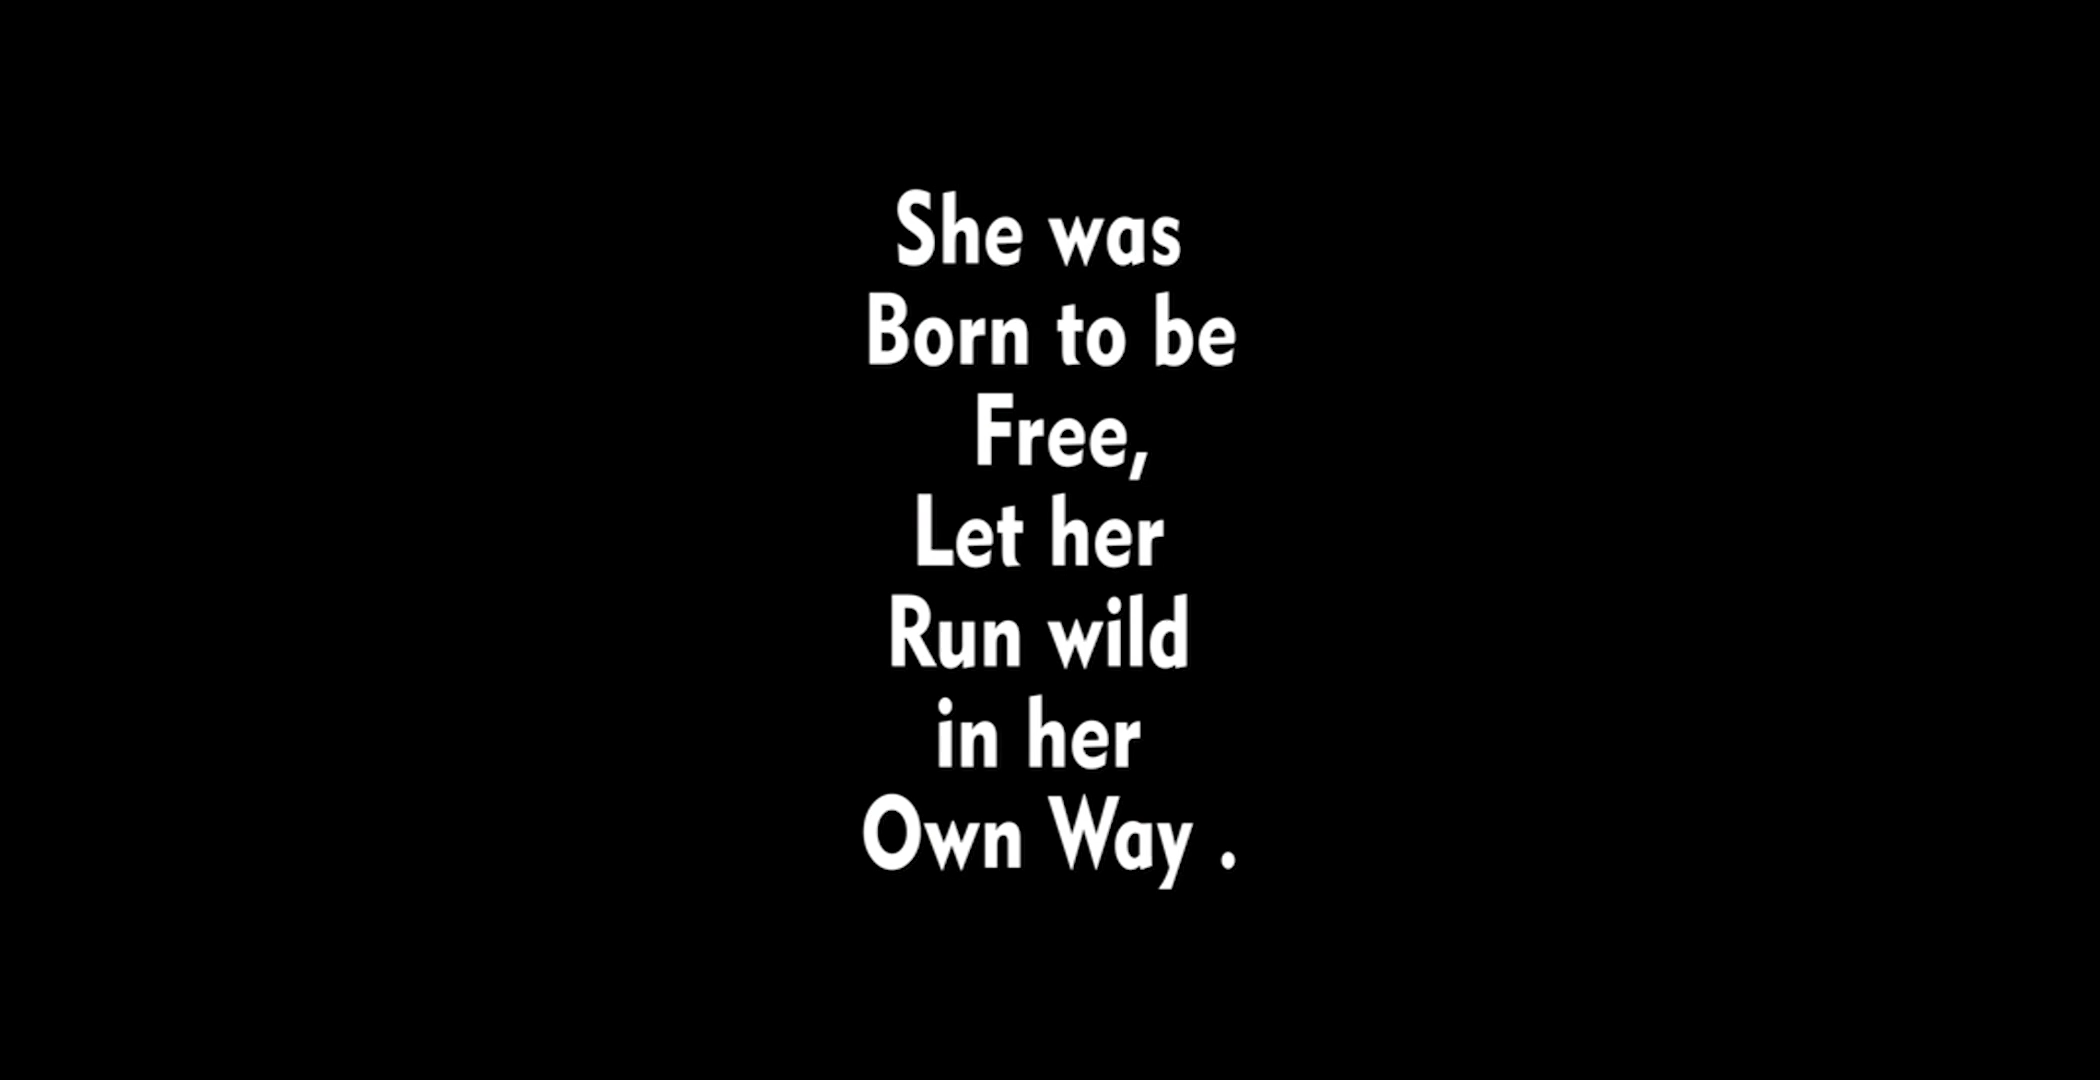 She was
Born to be
Free,
Let her
Run wild
in her
Own Way .